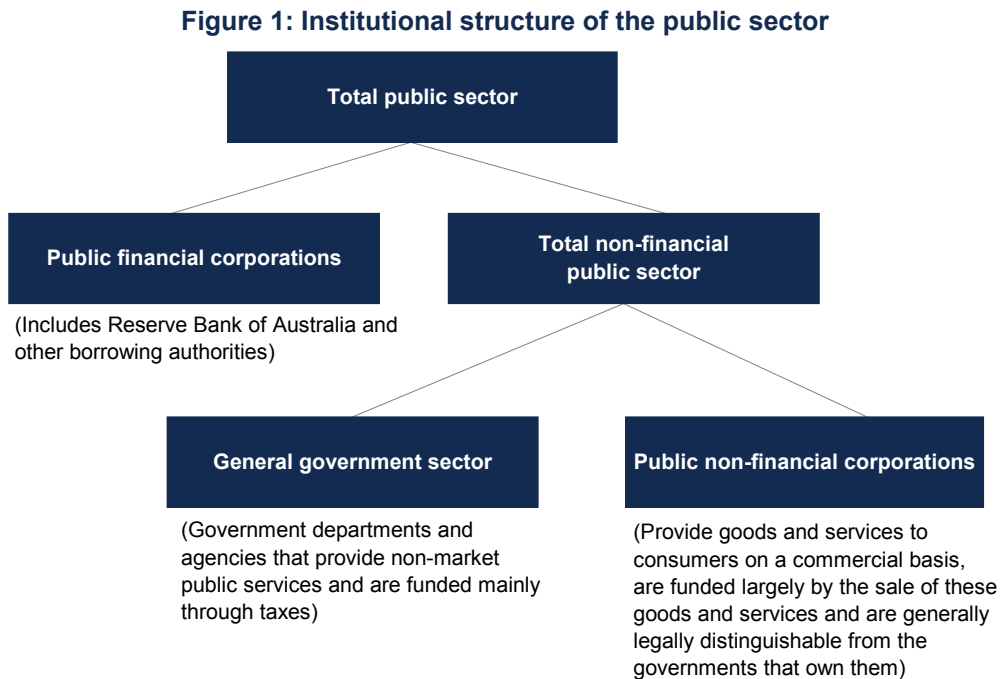 Figure 1: Institutional structure of the public sector
Total public sector
Public financial corporations
Total non-financial
public sector
(Includes Reserve Bank of Australia and
other borrowing authorities)
General government sector
Public non-financial corporations
(Government departments and
agencies that provide non-market
public services and are funded mainly
through taxes)
(Provide goods and services to
consumers on a commercial basis,
are funded largely by the sale of these
goods and services and are generally
legally distinguishable from the
governments that own them)